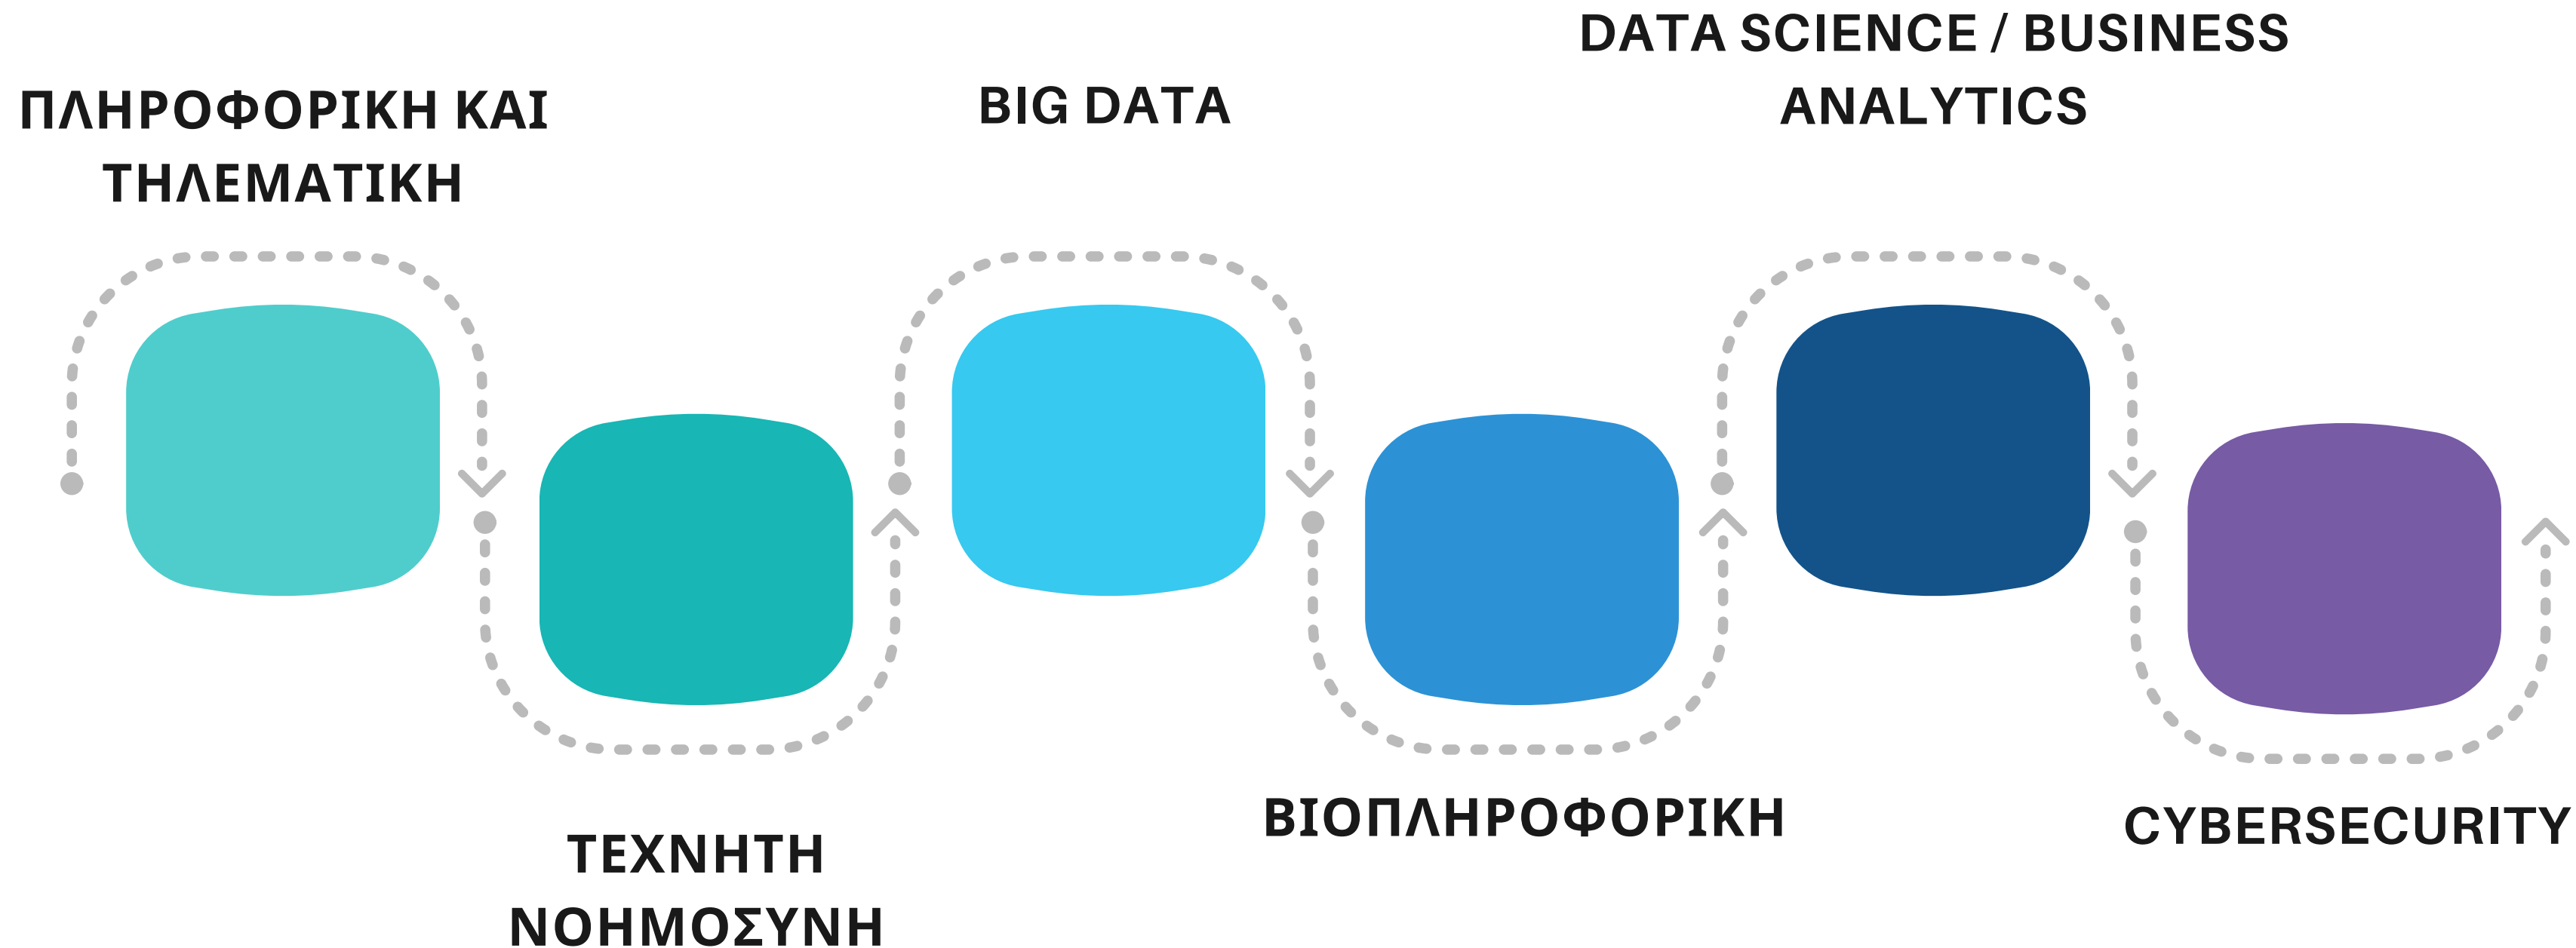 ΠΛΗΡΟΦΟΡΙΚΗ ΚΑΙ
ΤΗΛΕΜΑΤΙΚΗ
ΤΕΧΝΗΤΗ
ΝΟΗΜΟΣΥΝΗ
BIG DATA
ΒΙΟΠΛΗΡΟΦΟΡΙΚΗ
DATA SCIENCE / BUSINESS
ANALYTICS
CYBERSECURITY